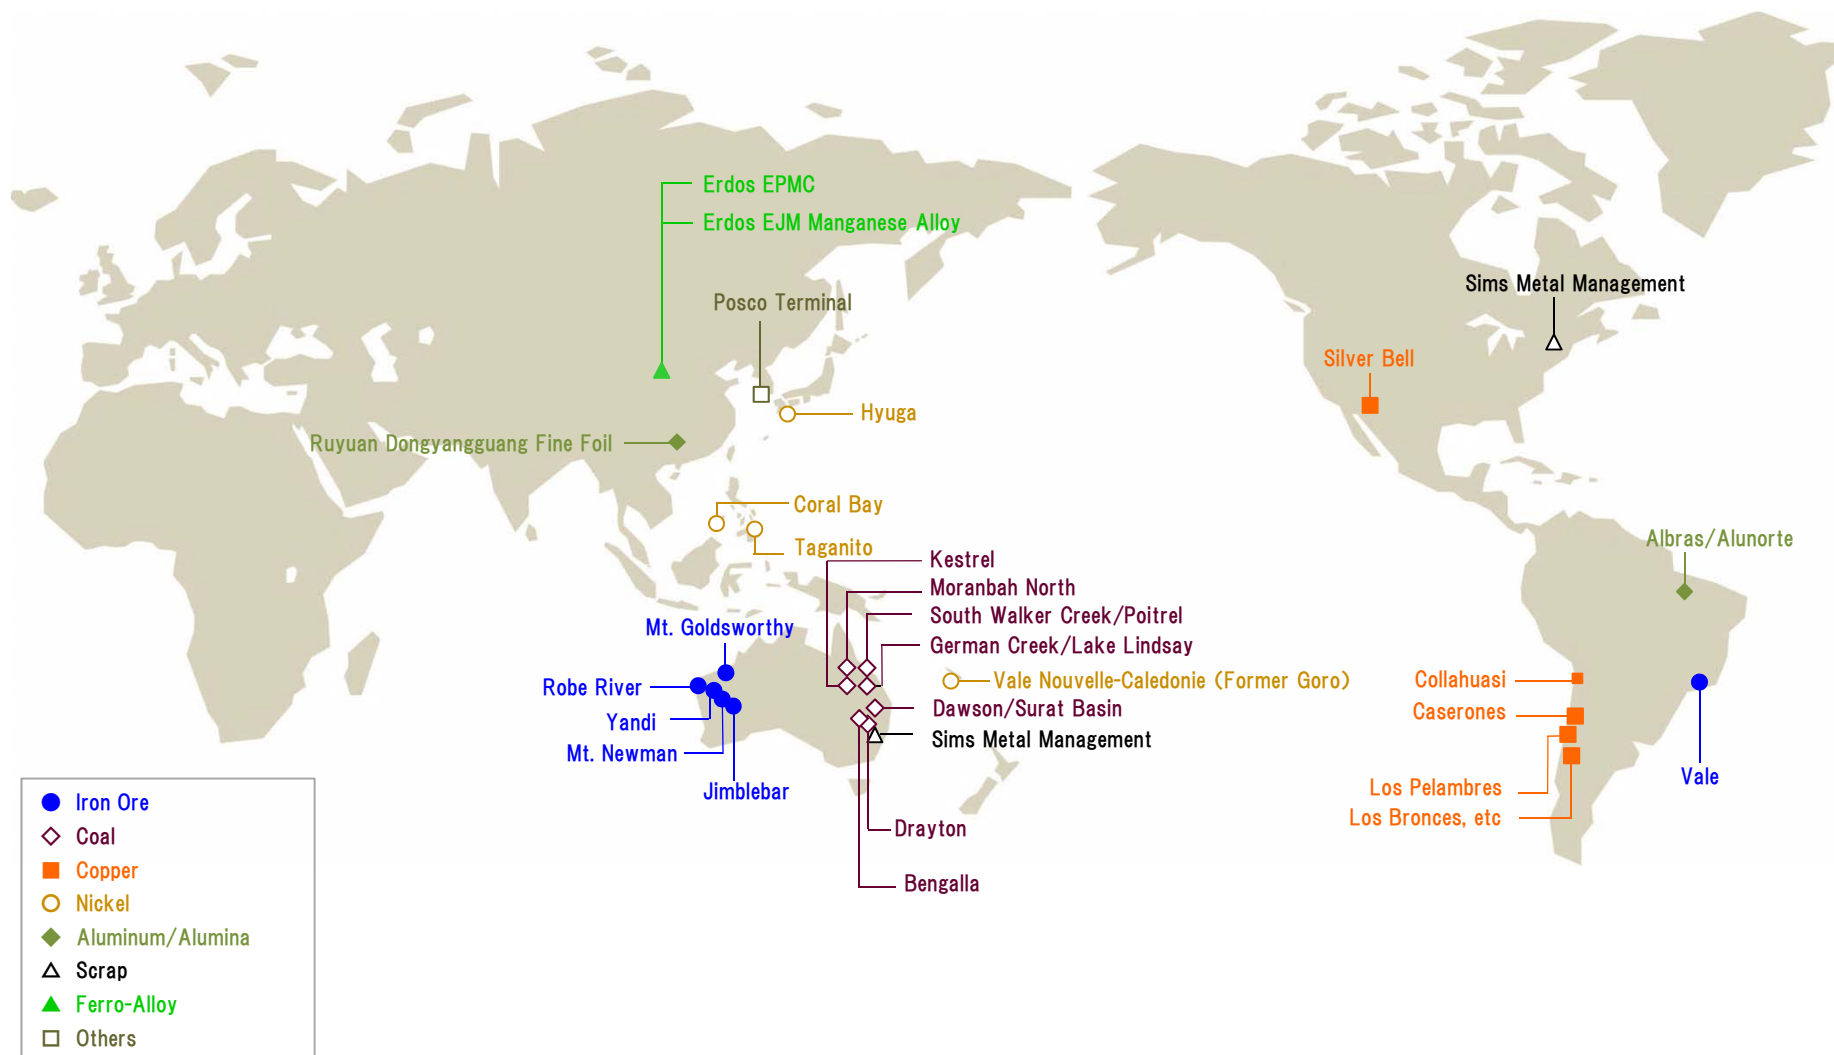 Erdos EPMC
Erdos EJM Manganese Alloy
Sims Metal Management
Posco Terminal
Silver Bell
Hyuga
Ruyuan Dongyangguang Fine Foil
Coral Bay
Taganito
Albras/Alunorte
Kestrel
Moranbah North
South Walker Creek/Poitrel
Mt. Goldsworthy
German Creek/Lake Lindsay
Vale Nouvelle-Caledonie (Former Goro)
Collahuasi
Robe River
Dawson/Surat Basin
Caserones
Yandi
Sims Metal Management
Mt. Newman
Vale
Los Pelambres
Jimblebar
Los Bronces, etc
Drayton
Bengalla
Iron Ore
Coal
Copper
Nickel
Aluminum/Alumina
Scrap
Ferro-Alloy
Others